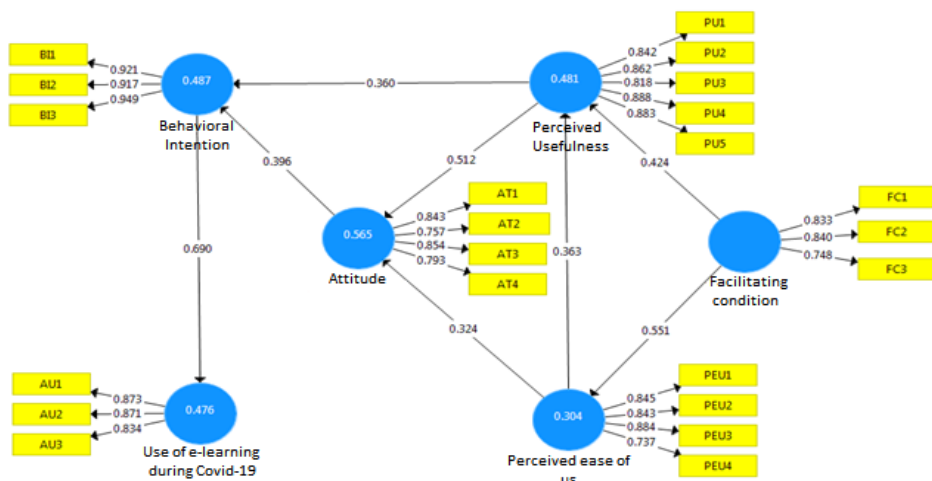 BI1
BI2
BI3
0.921
0.917
0.949
0.487
Behavioral
Intention
0.360
0.481
Perceived
Usefulness
0.842
0.862
0.818
0.888
0.883
PU1
PU2
PU3
PU4
PU5
0.396
0.512
0.424
0.565
Attitude
0.843
0.757
0.854
0.793
AT1
AT2
AT3
AT4
0.363
Facilitating
condition
0.833
0.840
0.748
FC1
FC2
FC3
0.690
0.324
0.551
AU1
AU2
AU3
0.873
0.871
0.834
0.476
Use of e-learning
during Covid-19
0.304
Perceived ease of
us
0.845
0.843
0.884
0.737
PEU1
PEU2
PEU3
PEU4